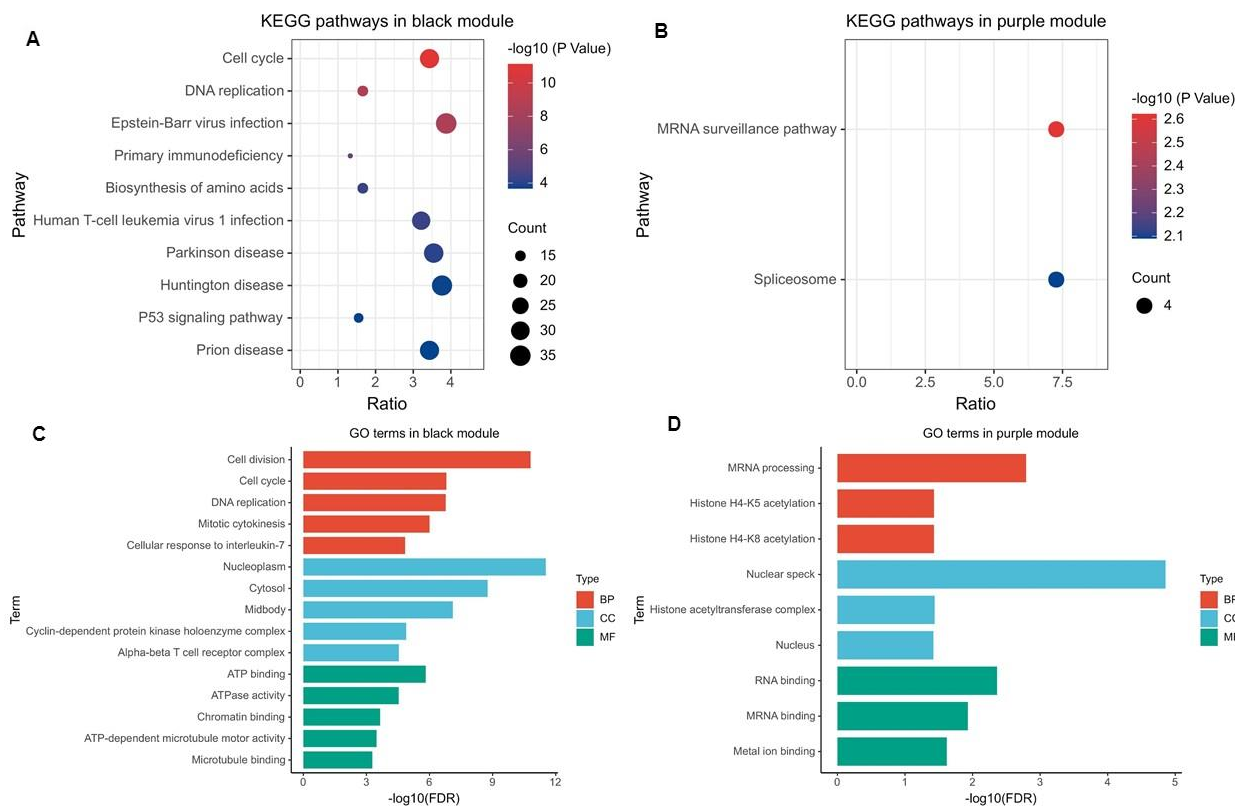 A
KEGG pathways in black module
Pathway
Cell cycle
DNA replication
Epstein-Barr virus infection
Primary immunodeficiency
Biosynthesis of amino acids
Human T-cell leukemia virus 1 infection
Parkinson disease
Huntington disease
P53 signaling pathway
Prion disease
0 1 2 3 4
Ratio
-log10 (P Value)
10
8
6
4
Count
15
20
25
30
35
B
KEGG pathways in purple module
Pathway
MRNA surveillance pathway
Spliceosome
0.0 2.5 5.0 7.5
Ratio
-log10 (P Value)
2.6
2.5
2.4
2.3
2.2
2.1
Count
4
C
GO terms in black module
Term
Cell division
Cell cycle
DNA replication
Mitotic cytokinesis
Cellular response to interleukin-7
Nucleoplasm
Cytosol
Midbody
Cyclin-dependent protein kinase holoenzyme complex
Alpha-beta T cell receptor complex
ATP binding
ATPase activity
Chromatin binding
ATP-dependent microtubule motor activity
Microtubule binding
0 3 6 9 12
-log10(FDR)
Type
BP
CC
MF
D
GO terms in purple module
Term
MRNA processing
Histone H4-K5 acetylation
Histone H4-K8 acetylation
Nuclear speck
Histone acetyltransferase complex
Nucleus
RNA binding
MRNA binding
Metal ion binding
0 1 2 3 4 5
-log10(FDR)
Type